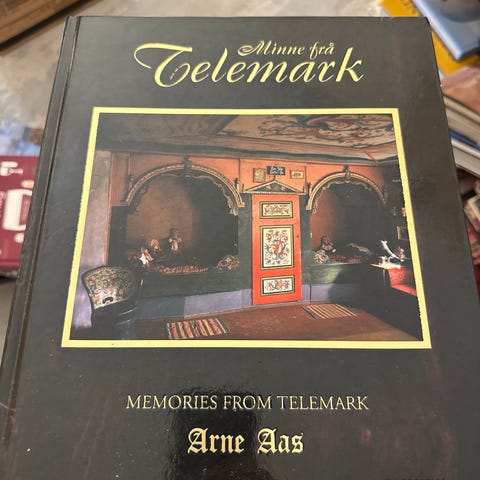 Minne frå
Telemark
MEMORIES FROM TELEMARK
Arne Aas